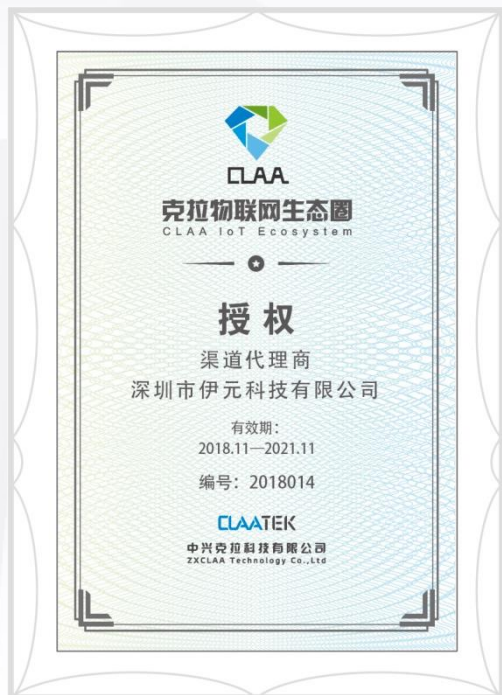 CLAA
克拉物联网生态圈
CLAA IoT Ecosystem
授权
渠道代理商
深圳市伊元科技有限公司
有效期：
2018.11—2021.11
编号：2018014
CLAATEK
中兴克拉科技有限公司
ZXCLAA Technology Co.,Ltd